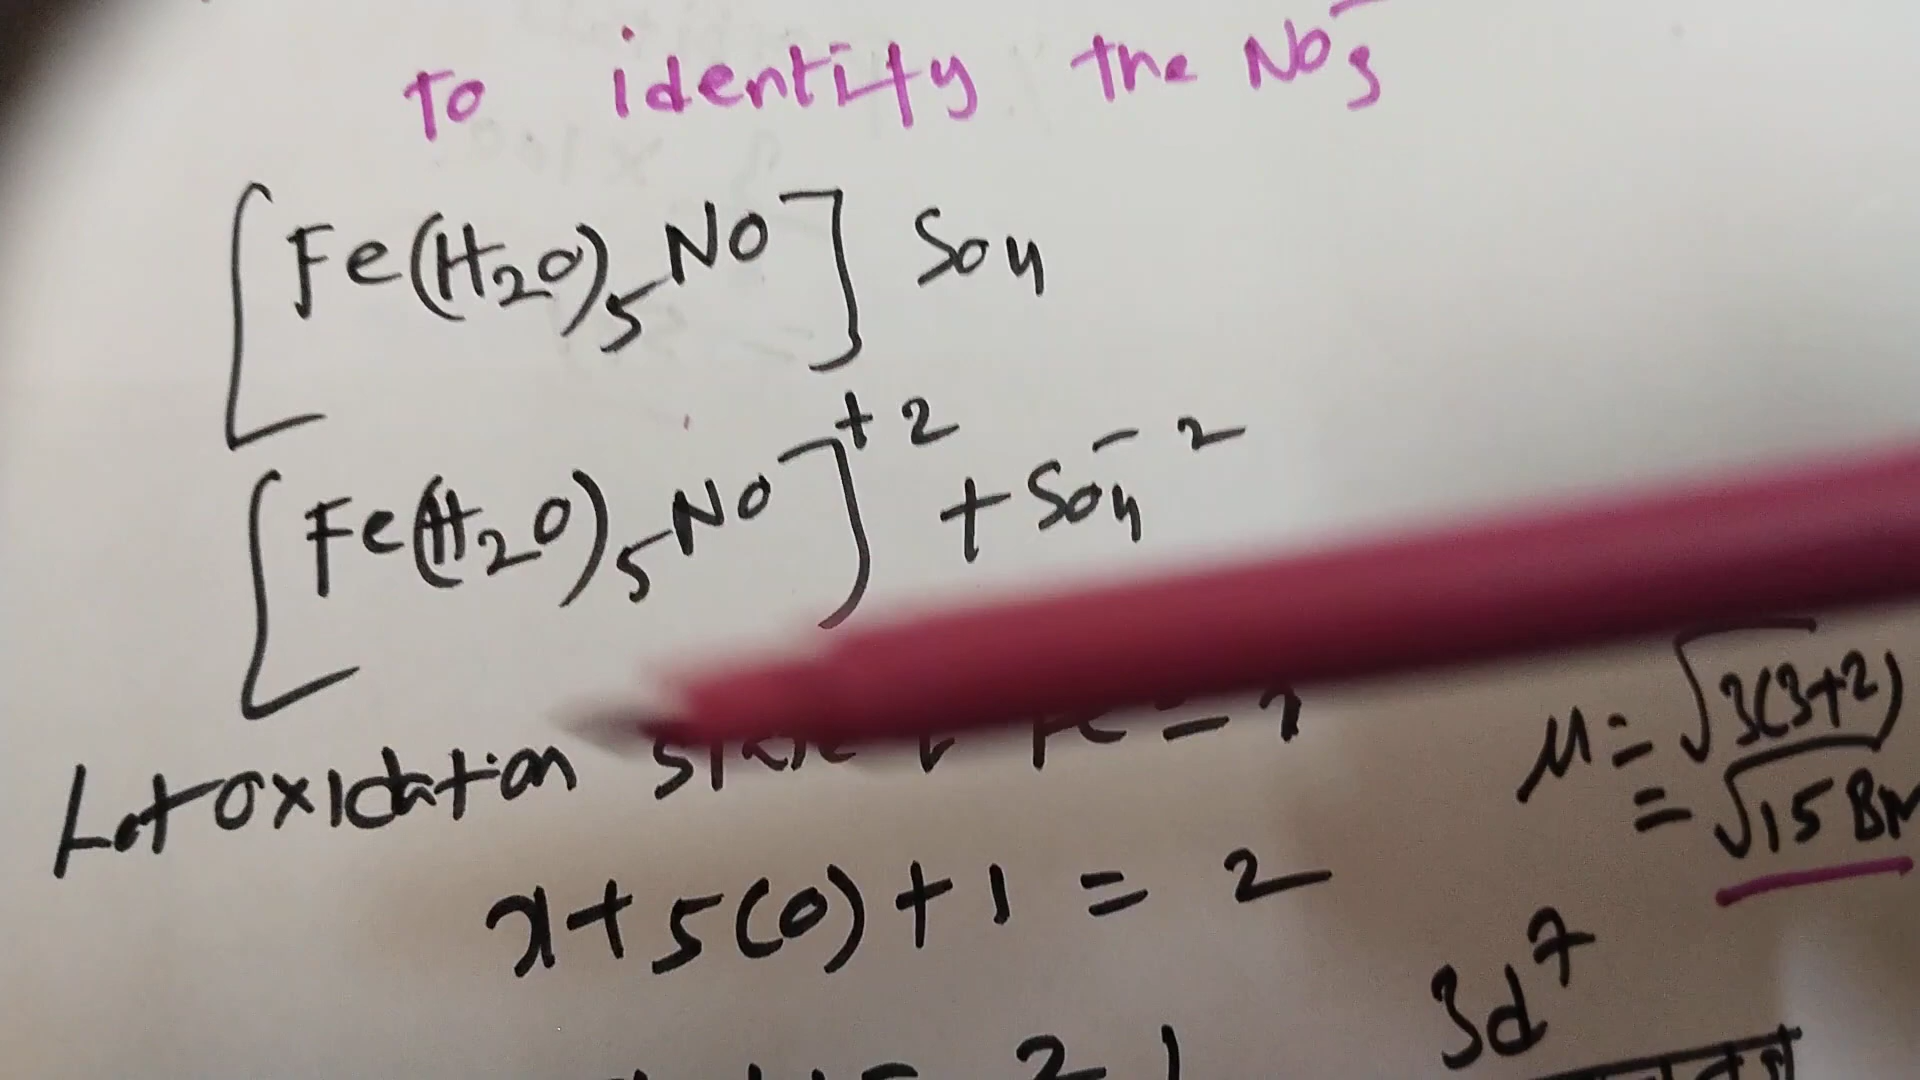 To identify the NO3-
[Fe(H2O)5NO] SO4
[Fe(H2O)5NO]+2 + SO4-2
Let oxidation
x+5(0)+1 = 2
μ = √3(3+2)
= √15 BM
3d7